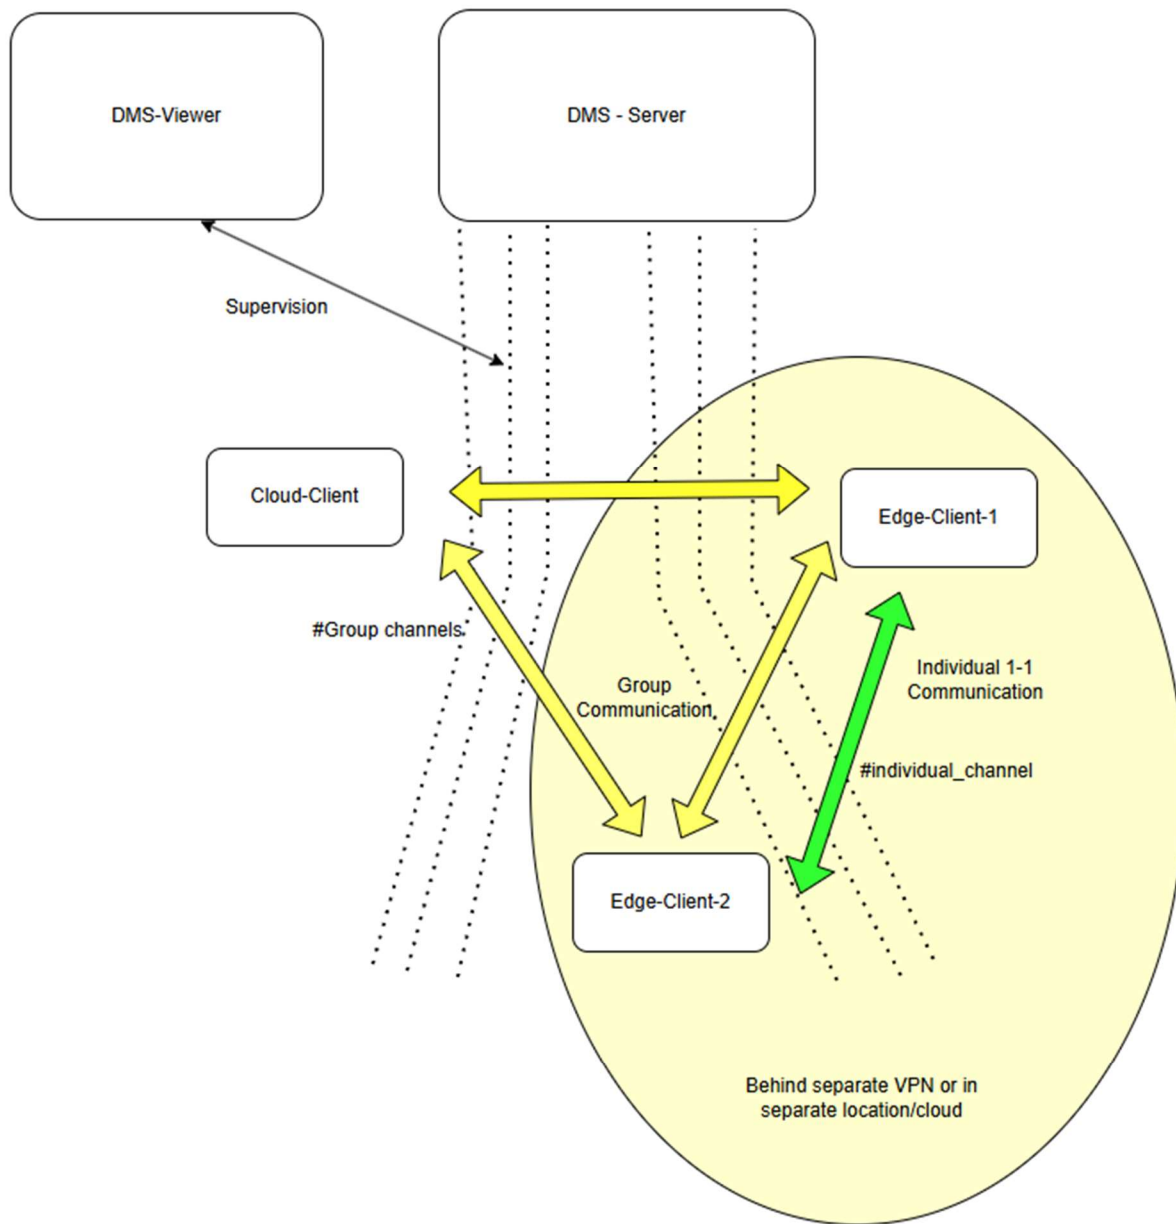 DMS-Viewer
DMS - Server
Supervision
Cloud-Client
Edge-Client-1
#Group channels
Group
Communication
Individual 1-1
Communication
#individual_channel
Edge-Client-2
Behind separate VPN or in
separate location/cloud